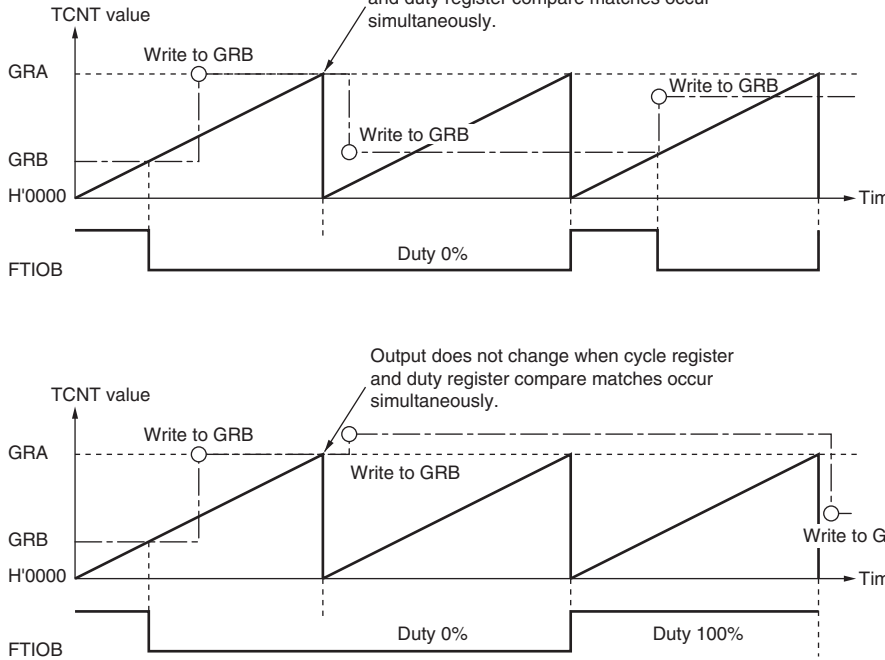 and duty register compare matches occur
simultaneously.
TCNT value
Write to GRB
GRA
Write to GRB
Write to GRB
GRB
H'0000
FTIOB
Duty 0%
Output does not change when cycle register
and duty register compare matches occur
simultaneously.
TCNT value
Write to GRB
GRA
Write to GRB
GRB
Write to G
H'0000
FTIOB
Duty 0%
Duty 100%